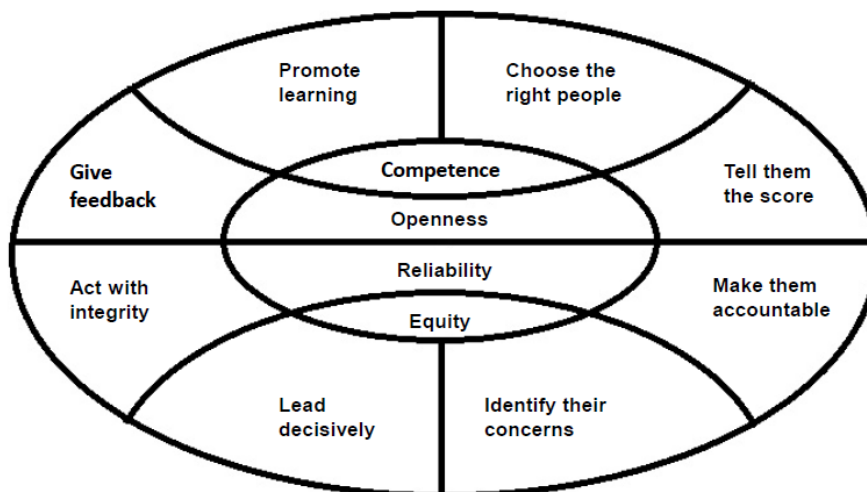 Promote
learning
Choose the
right people
Give
feedback
Competence
Tell them
the score
Openness
Reliability
Act with
integrity
Make them
accountable
Equity
Lead
decisively
Identify their
concerns